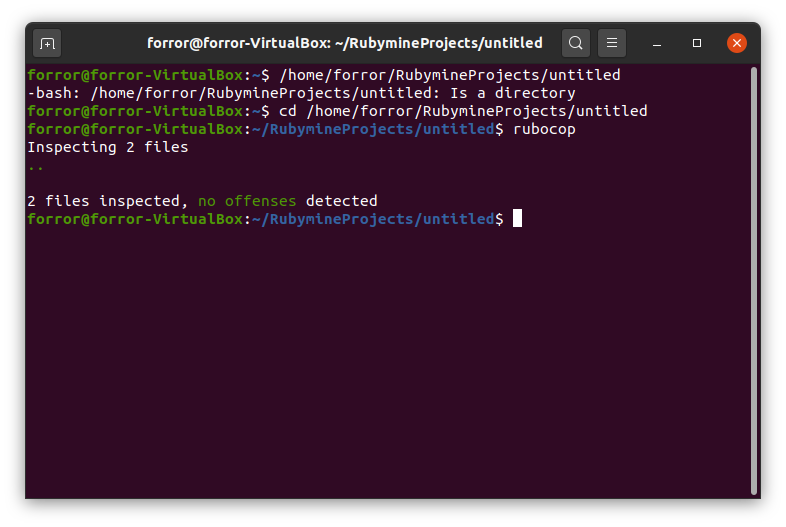 forror@forror-VirtualBox: ~/RubymineProjects/untitled
forror@forror-VirtualBox:~$ /home/forror/RubymineProjects/untitled
-bash: /home/forror/RubymineProjects/untitled: Is a directory
forror@forror-VirtualBox:~$ cd /home/forror/RubymineProjects/untitled
forror@forror-VirtualBox:~/RubymineProjects/untitled$ rubocop
Inspecting 2 files
..
2 files inspected, no offenses detected
forror@forror-VirtualBox:~/RubymineProjects/untitled$